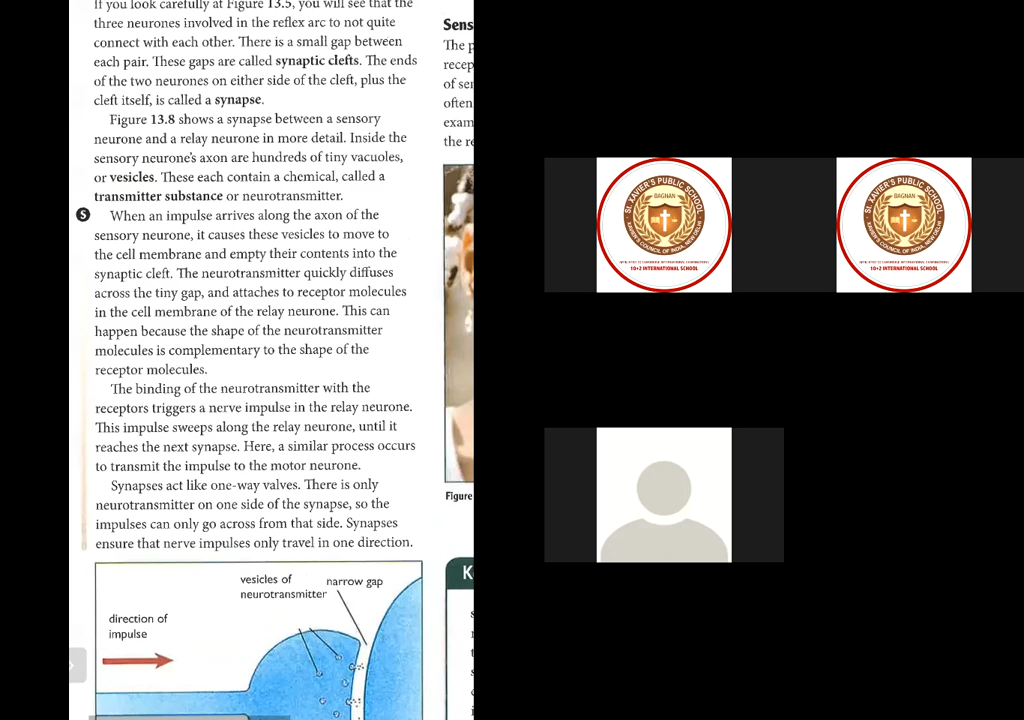 If you look carefully at Figure 13.5, you will see that the
three neurones involved in the reflex arc to not quite
connect with each other. There is a small gap between
each pair. These gaps are called synaptic clefts. The ends
of the two neurones on either side of the cleft, plus the
cleft itself, is called a synapse.
Figure 13.8 shows a synapse between a sensory
neurone and a relay neurone in more detail. Inside the
sensory neurone's axon are hundreds of tiny vacuoles,
or vesicles. These each contain a chemical, called a
transmitter substance or neurotransmitter.
S When an impulse arrives along the axon of the
sensory neurone, it causes these vesicles to move to
the cell membrane and empty their contents into the
synaptic cleft. The neurotransmitter quickly diffuses
across the tiny gap, and attaches to receptor molecules
in the cell membrane of the relay neurone. This can
happen because the shape of the neurotransmitter
molecules is complementary to the shape of the
receptor molecules.
The binding of the neurotransmitter with the
receptors triggers a nerve impulse in the relay neurone.
This impulse sweeps along the relay neurone, until it
reaches the next synapse. Here, a similar process occurs
to transmit the impulse to the motor neurone.
Synapses act like one-way valves. There is only
neurotransmitter on one side of the synapse, so the
impulses can only go across from that side. Synapses
ensure that nerve impulses only travel in one direction.
vesicles of
neurotransmitter
narrow gap
direction of
impulse
Sens
The p
recep
of sen
often
exam
the re
Figure
K
ST. XAVIER'S PUBLIC SCHOOL
BAGNAN
10+2 INTERNATIONAL SCHOOL
ST. XAVIER'S PUBLIC SCHOOL
BAGNAN
10+2 INTERNATIONAL SCHOOL